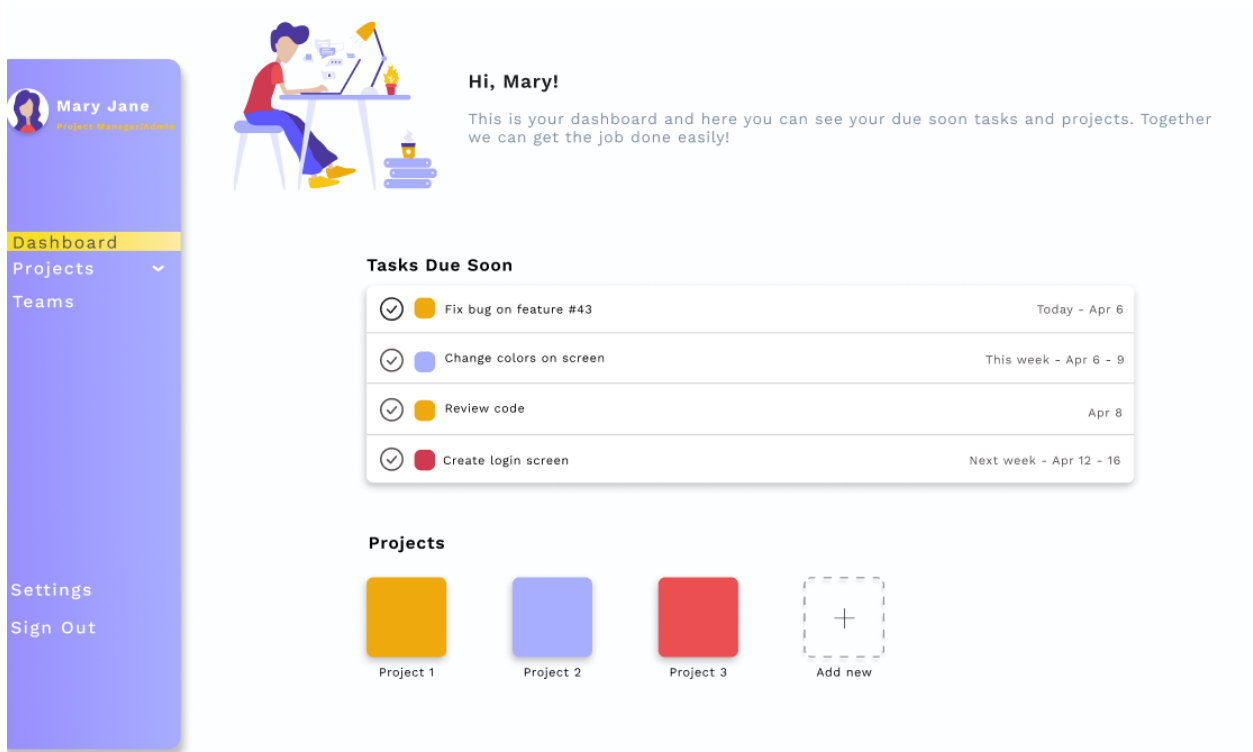 Mary Jane
Project Manager/Admin
Dashboard
Projects
Teams
Settings
Sign Out
Hi, Mary!
This is your dashboard and here you can see your due soon tasks and projects. Together
we can get the job done easily!
Tasks Due Soon
Fix bug on feature #43 Today - Apr 6
Change colors on screen This week - Apr 6 - 9
Review code Apr 8
Create login screen Next week - Apr 12 - 16
Projects
Project 1 Project 2 Project 3 Add new